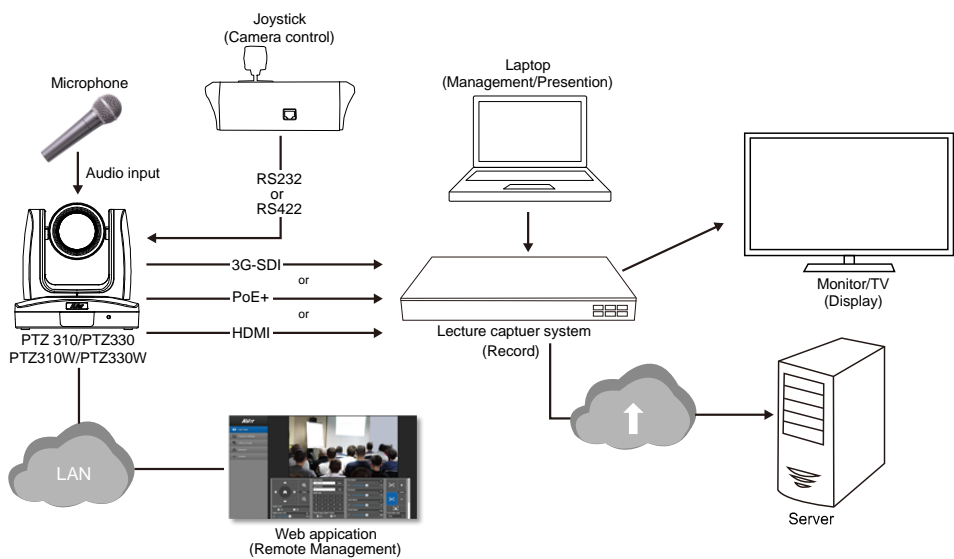 Joystick
(Camera control)
Laptop
(Management/Presention)
Microphone
Audio input
RS232
or
RS422
3G-SDI
or
PoE+
or
HDMI
PTZ 310/PTZ330
PTZ310W/PTZ330W
Lecture captuer system
(Record)
Monitor/TV
(Display)
LAN
AVer
Web appication
(Remote Management)
Server